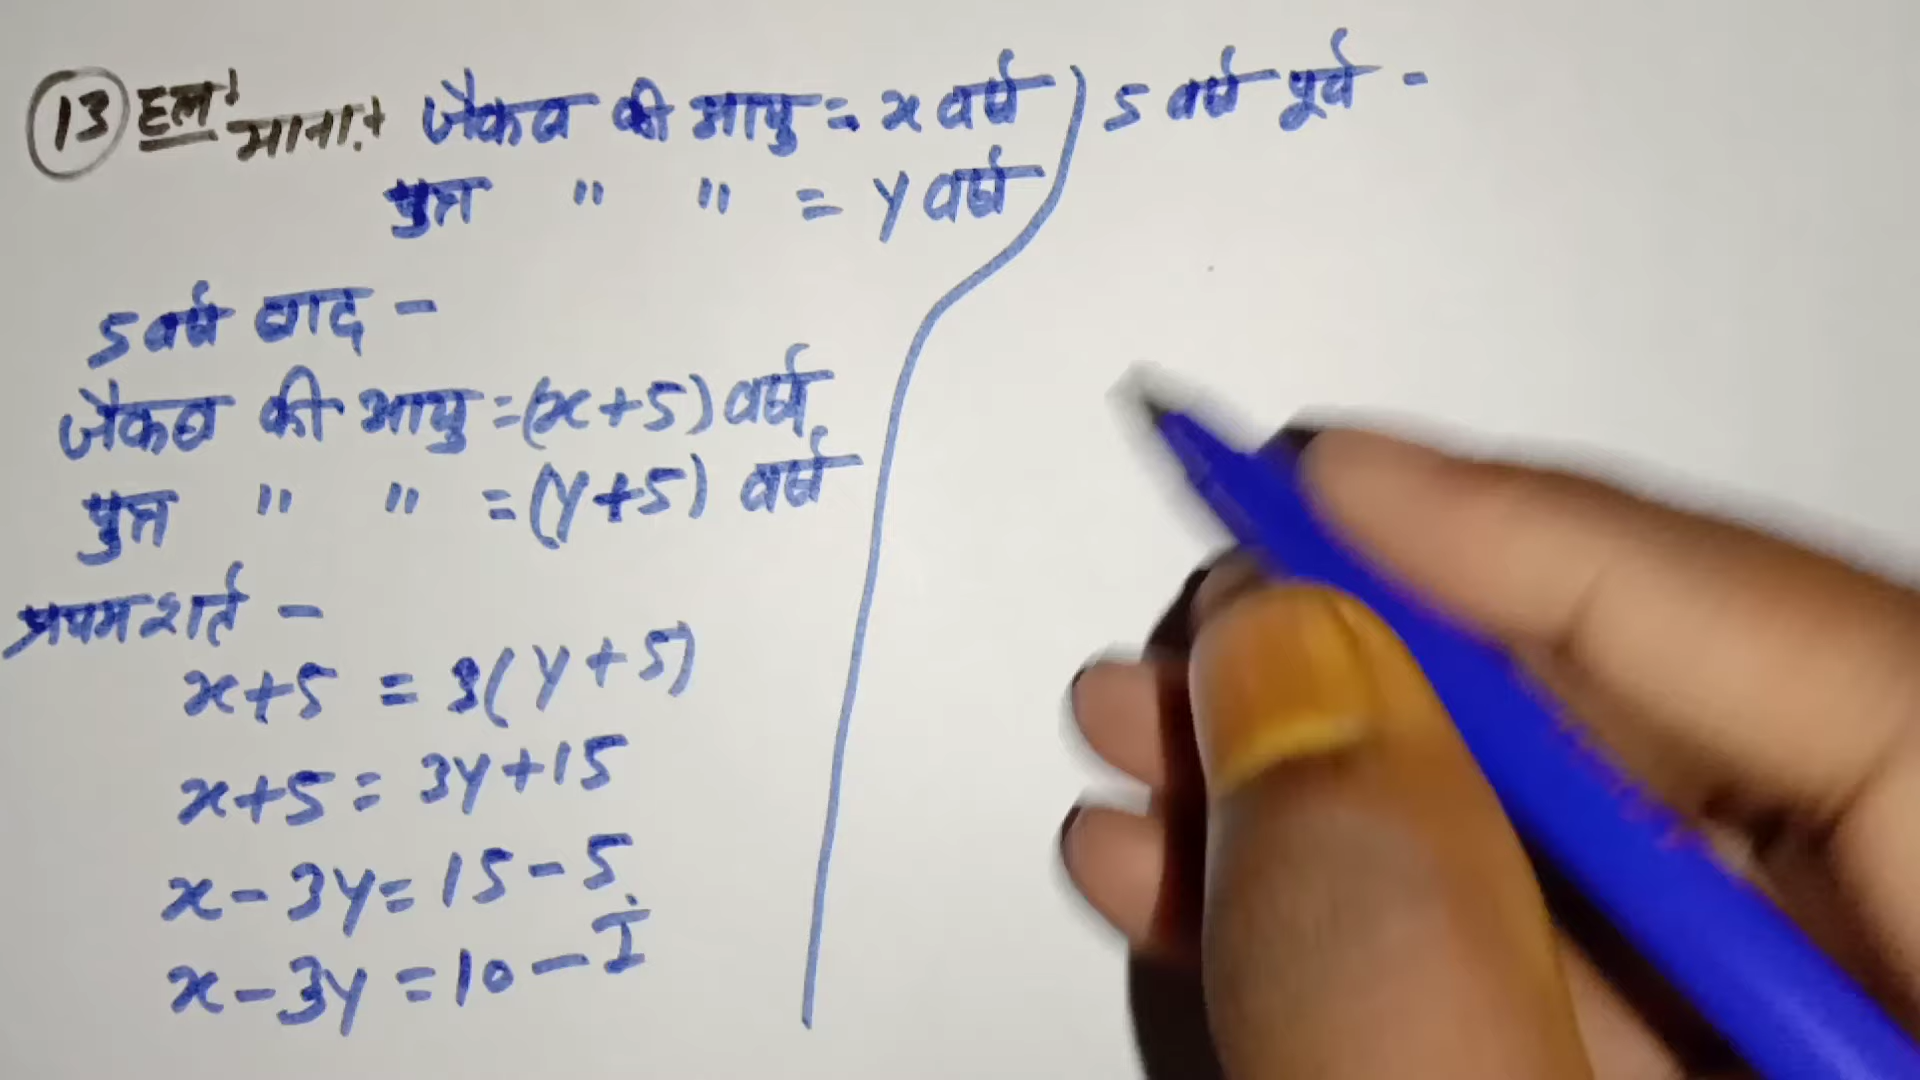 13 हल → माना → जैकब की आयु = x वर्ष
पुत्र " " = y वर्ष
5 वर्ष बाद -
जैकब की आयु = (x+5) वर्ष
पुत्र " " = (y+5) वर्ष
प्रथम शर्त -
x+5 = 3(y+5)
x+5 = 3y+15
x-3y = 15-5
x-3y = 10 - I
5 वर्ष पूर्व -